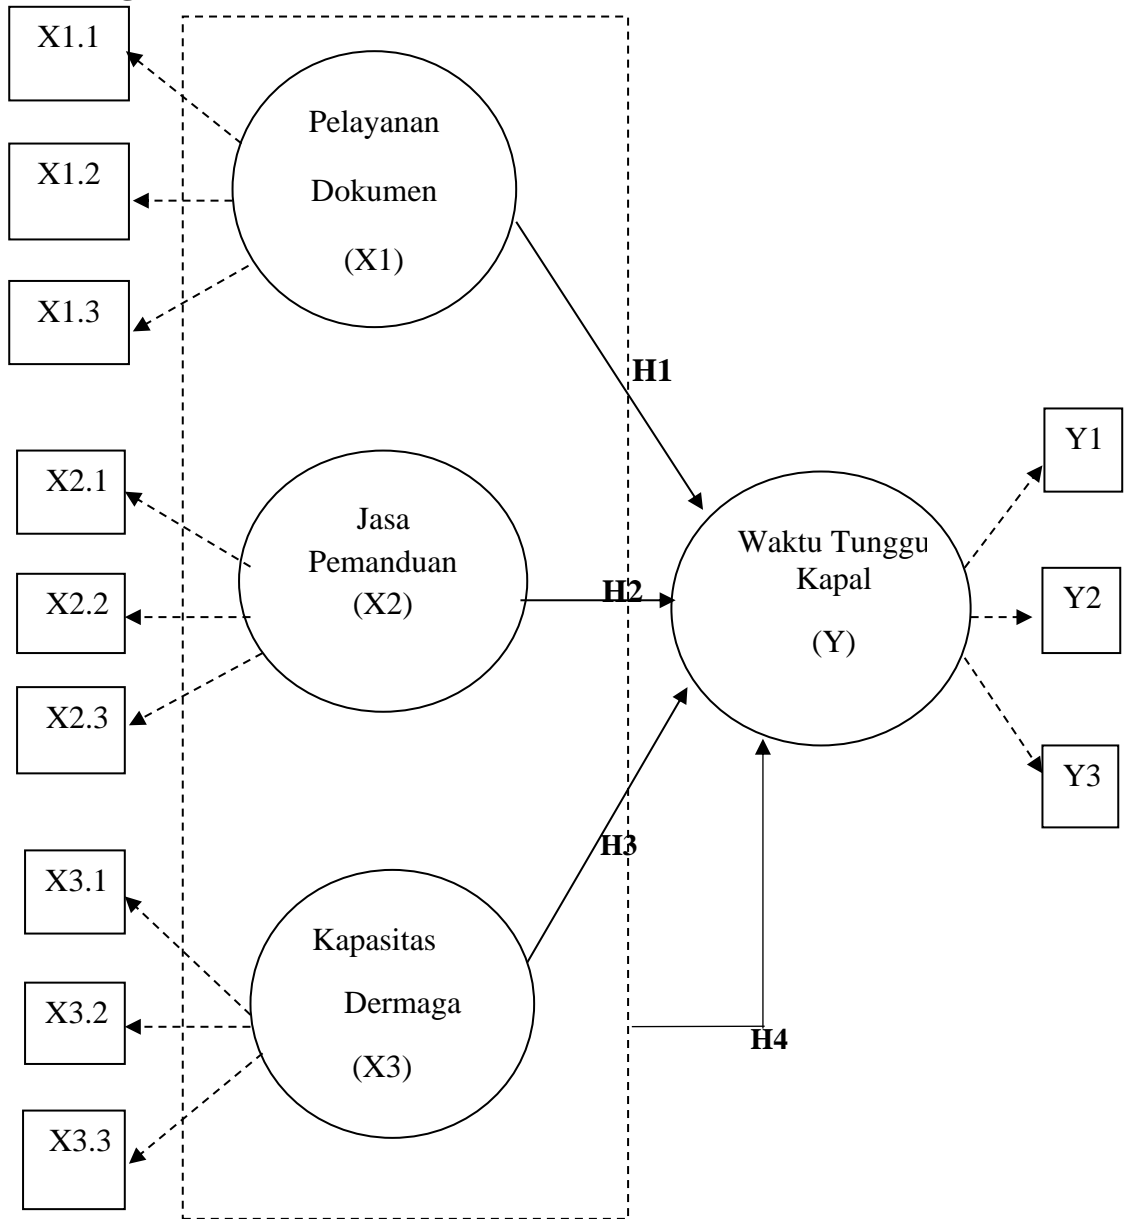 X1.1
Pelayanan
Dokumen
(X1)
X1.2
X1.3
H1
X2.1
Jasa
Pemanduan
(X2)
X2.2
X2.3
H2
Waktu Tunggu
Kapal
(Y)
Y1
Y2
Y3
H3
X3.1
Kapasitas
Dermaga
(X3)
X3.2
X3.3
H4